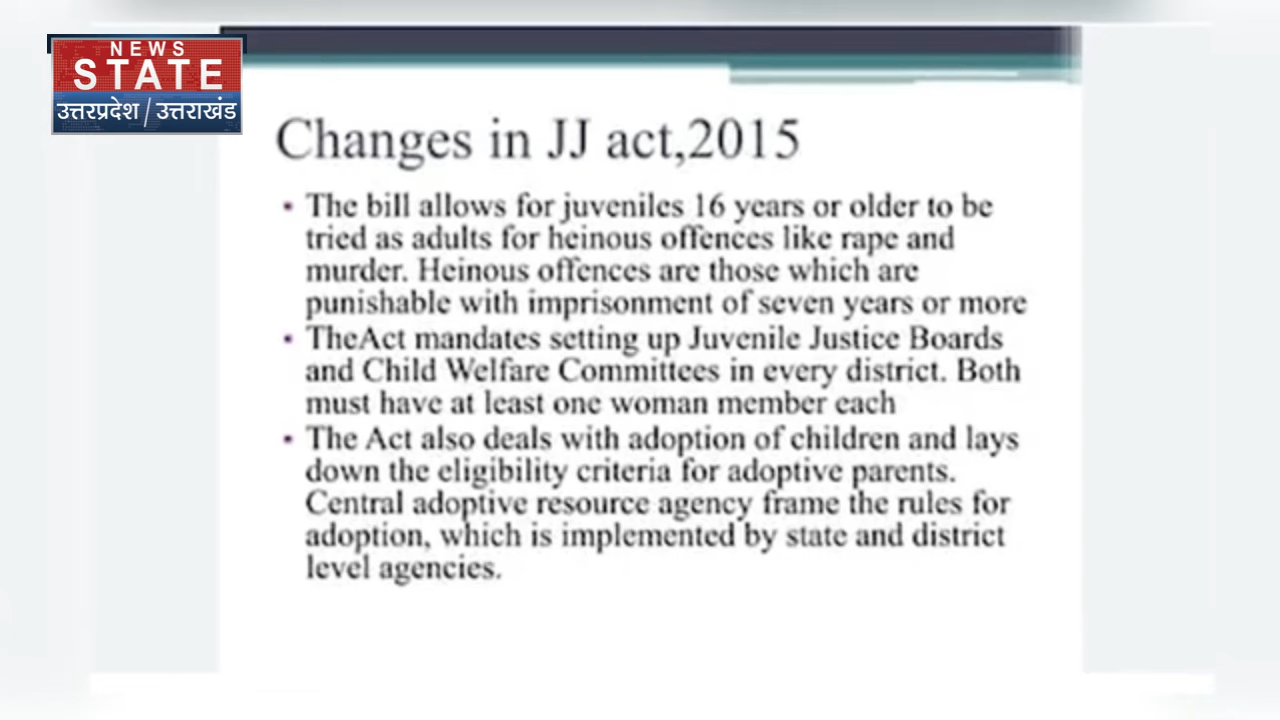 NEWS
STATE
उत्तरप्रदेश / उत्तराखंड
Changes in JJ act,2015
• The bill allows for juveniles 16 years or older to be
tried as adults for heinous offences like rape and
murder. Heinous offences are those which are
punishable with imprisonment of seven years or more
• TheAct mandates setting up Juvenile Justice Boards
and Child Welfare Committees in every district. Both
must have at least one woman member each
• The Act also deals with adoption of children and lays
down the eligibility criteria for adoptive parents.
Central adoptive resource agency frame the rules for
adoption, which is implemented by state and district
level agencies.